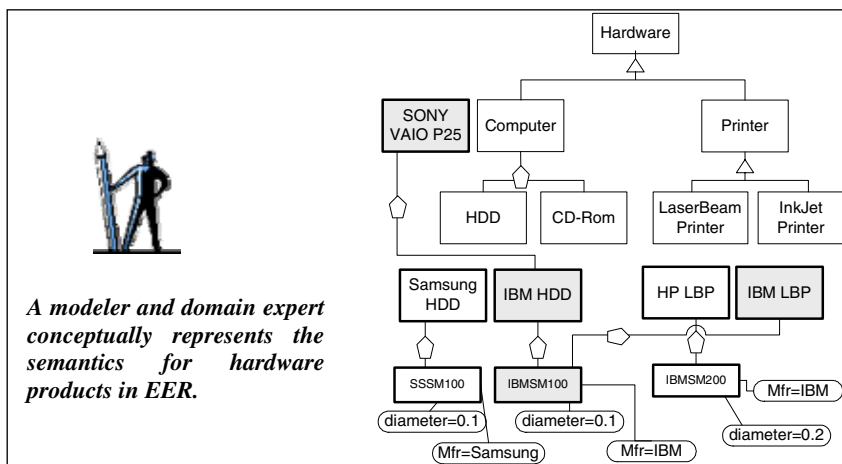 Hardware
SONY
VAIO P25
Computer
Printer
HDD
CD-Rom
LaserBeam
Printer
InkJet
Printer
A modeler and domain expert
conceptually represents the
semantics for hardware
products in EER.
Samsung
HDD
IBM HDD
HP LBP
IBM LBP
SSSM100
IBMSM100
IBMSM200
Mfr=IBM
diameter=0.1
diameter=0.1
diameter=0.2
Mfr=Samsung
Mfr=IBM